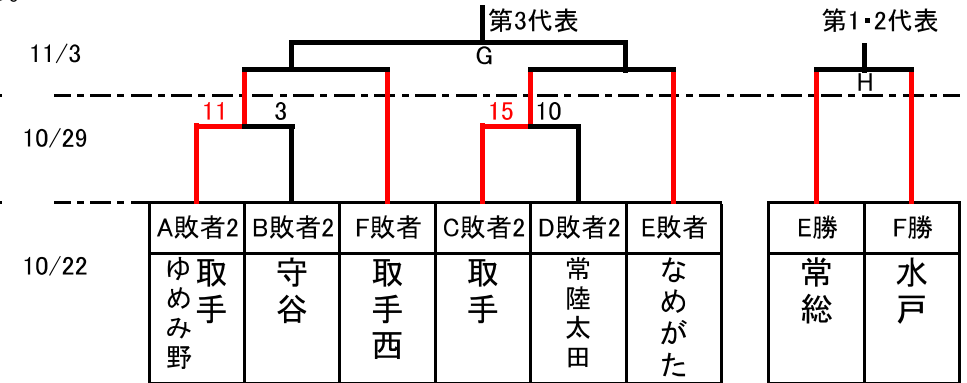 第3代表
第1・2代表
11/3
G
H
11
3
15
10
10/29
A敗者2
B敗者2
F敗者
C敗者2
D敗者2
E敗者
E勝
F勝
10/22
取手
ゆめみ野
守谷
取手西
取手
常陸太田
なめがた
常総
水戸